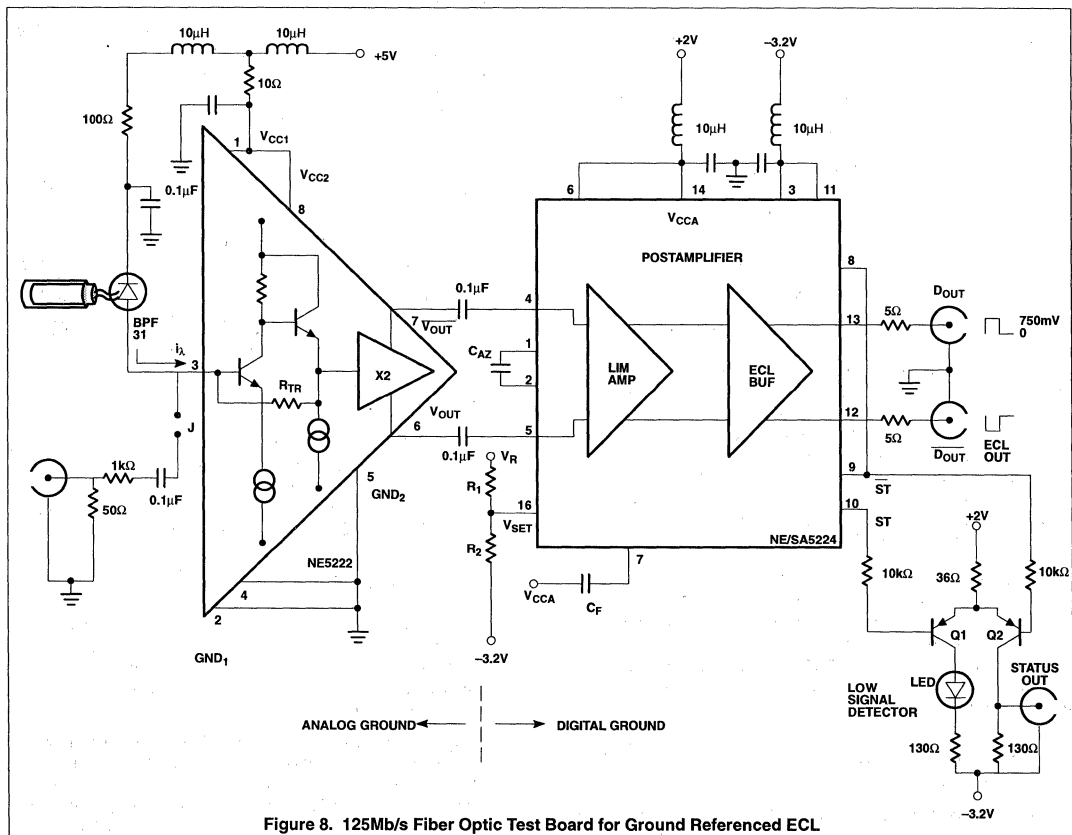 10μH
10μH
+5V
10Ω
100Ω
1
VCC1
VCC2
8
0.1μF
BPF
31
iλ
3
J
1kΩ
0.1μF
50Ω
RTR
X2
7
VOUT
VOUT
6
5
GND2
NE5222
4
2
GND1
0.1μF
0.1μF
+2V
–3.2V
10μH
10μH
6
14
3
11
VCCA
POSTAMPLIFIER
8
4
1
CAZ
2
5
LIM
AMP
ECL
BUF
13
5Ω
DOUT
750mV
0
12
5Ω
DOUT
ECL
OUT
9
ST
10
ST
VR
R1
16
VSET
R2
NE/SA5224
7
VCCA
CF
–3.2V
+2V
10kΩ
36Ω
10kΩ
Q1
Q2
STATUS
OUT
LED
LOW
SIGNAL
DETECTOR
130Ω
130Ω
–3.2V
ANALOG GROUND
DIGITAL GROUND
Figure 8. 125Mb/s Fiber Optic Test Board for Ground Referenced ECL